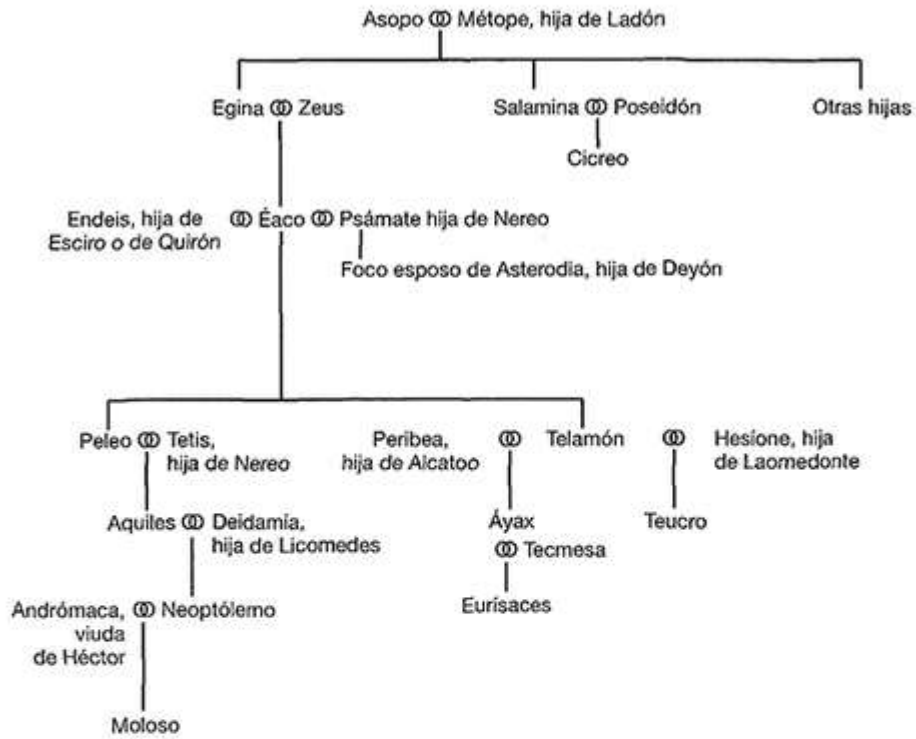 Asopo ⚭ Métope, hija de Ladón
Egina ⚭ Zeus
Salamina ⚭ Poseidón
Otras hijas
Cicreo
Endeis, hija de
Esciro o de Quirón
⚭ Éaco ⚭ Psámate hija de Nereo
Foco esposo de Asterodia, hija de Deyón
Peleo ⚭ Tetis,
hija de Nereo
Peribea,
hija de Alcatoo
⚭ Telamón ⚭
Hesíone, hija
de Laomedonte
Aquiles ⚭ Deidamía,
hija de Licomedes
Áyax
⚭ Tecmesa
Teucro
Eurísaces
Andrómaca, ⚭ Neoptólemo
viuda
de Héctor
Moloso